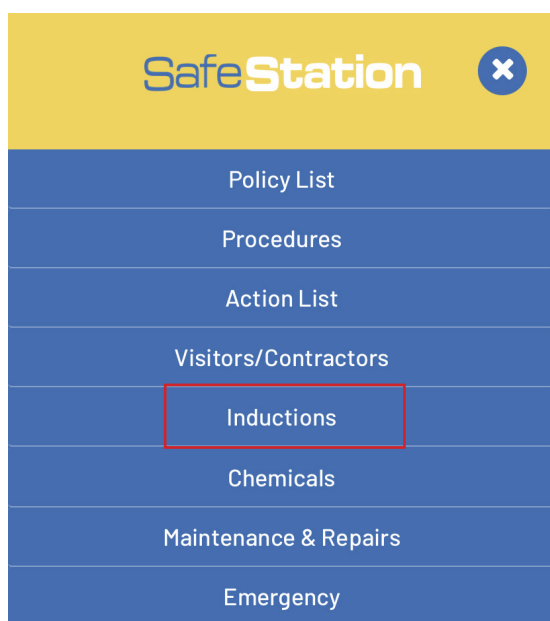 SafeStation
Policy List
Procedures
Action List
Visitors/Contractors
Inductions
Chemicals
Maintenance & Repairs
Emergency